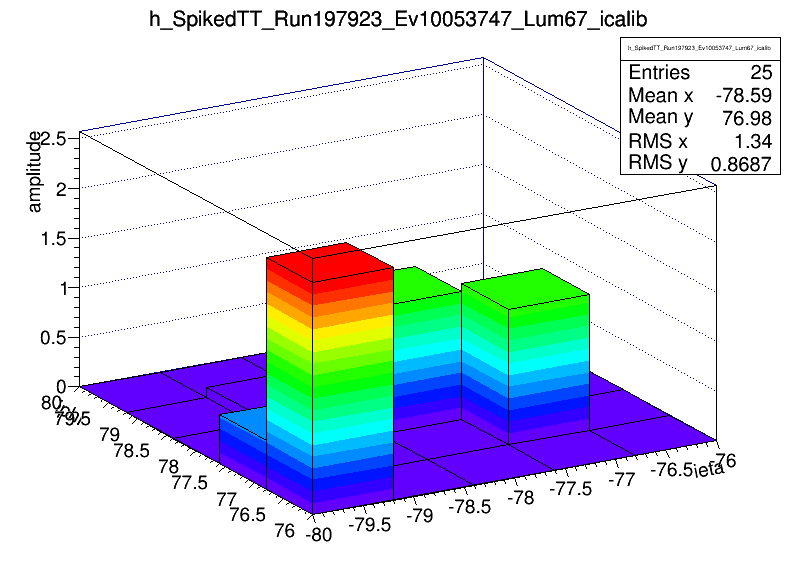 h_SpikedTT_Run197923_Ev10053747_Lum67_icalib
h_SpikedTT_Run197923_Ev10053747_Lum67_icalib
Entries 25
Mean x -78.59
Mean y 76.98
RMS x 1.34
RMS y 0.8687
amplitude
2.5
2
1.5
1
0.5
0
80
79.5
79
78.5
78
77.5
77
76.5
76
-80
-79.5
-79
-78.5
-78
-77.5
-77
-76.5
-76
ieta